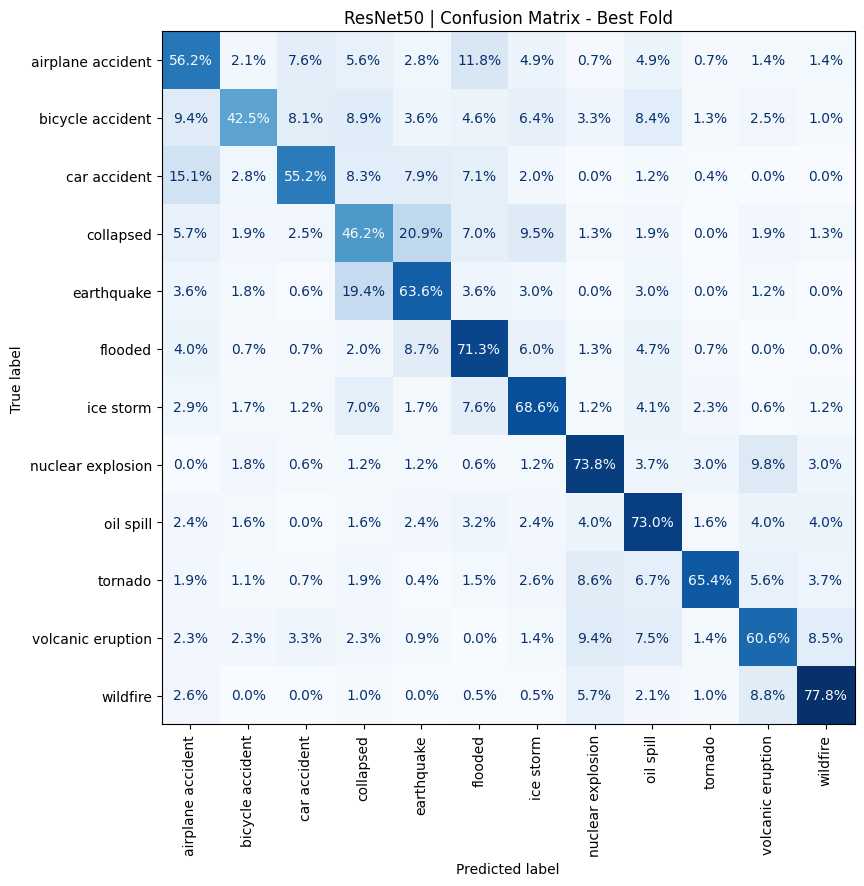 ResNet50 | Confusion Matrix - Best Fold
True label
airplane accident 56.2% 2.1% 7.6% 5.6% 2.8% 11.8% 4.9% 0.7% 4.9% 0.7% 1.4% 1.4%
bicycle accident 9.4% 42.5% 8.1% 8.9% 3.6% 4.6% 6.4% 3.3% 8.4% 1.3% 2.5% 1.0%
car accident 15.1% 2.8% 55.2% 8.3% 7.9% 7.1% 2.0% 0.0% 1.2% 0.4% 0.0% 0.0%
collapsed 5.7% 1.9% 2.5% 46.2% 20.9% 7.0% 9.5% 1.3% 1.9% 0.0% 1.9% 1.3%
earthquake 3.6% 1.8% 0.6% 19.4% 63.6% 3.6% 3.0% 0.0% 3.0% 0.0% 1.2% 0.0%
flooded 4.0% 0.7% 0.7% 2.0% 8.7% 71.3% 6.0% 1.3% 4.7% 0.7% 0.0% 0.0%
ice storm 2.9% 1.7% 1.2% 7.0% 1.7% 7.6% 68.6% 1.2% 4.1% 2.3% 0.6% 1.2%
nuclear explosion 0.0% 1.8% 0.6% 1.2% 1.2% 0.6% 1.2% 73.8% 3.7% 3.0% 9.8% 3.0%
oil spill 2.4% 1.6% 0.0% 1.6% 2.4% 3.2% 2.4% 4.0% 73.0% 1.6% 4.0% 4.0%
tornado 1.9% 1.1% 0.7% 1.9% 0.4% 1.5% 2.6% 8.6% 6.7% 65.4% 5.6% 3.7%
volcanic eruption 2.3% 2.3% 3.3% 2.3% 0.9% 0.0% 1.4% 9.4% 7.5% 1.4% 60.6% 8.5%
wildfire 2.6% 0.0% 0.0% 1.0% 0.0% 0.5% 0.5% 5.7% 2.1% 1.0% 8.8% 77.8%
airplane accident
bicycle accident
car accident
collapsed
earthquake
flooded
ice storm
nuclear explosion
oil spill
tornado
volcanic eruption
wildfire
Predicted label